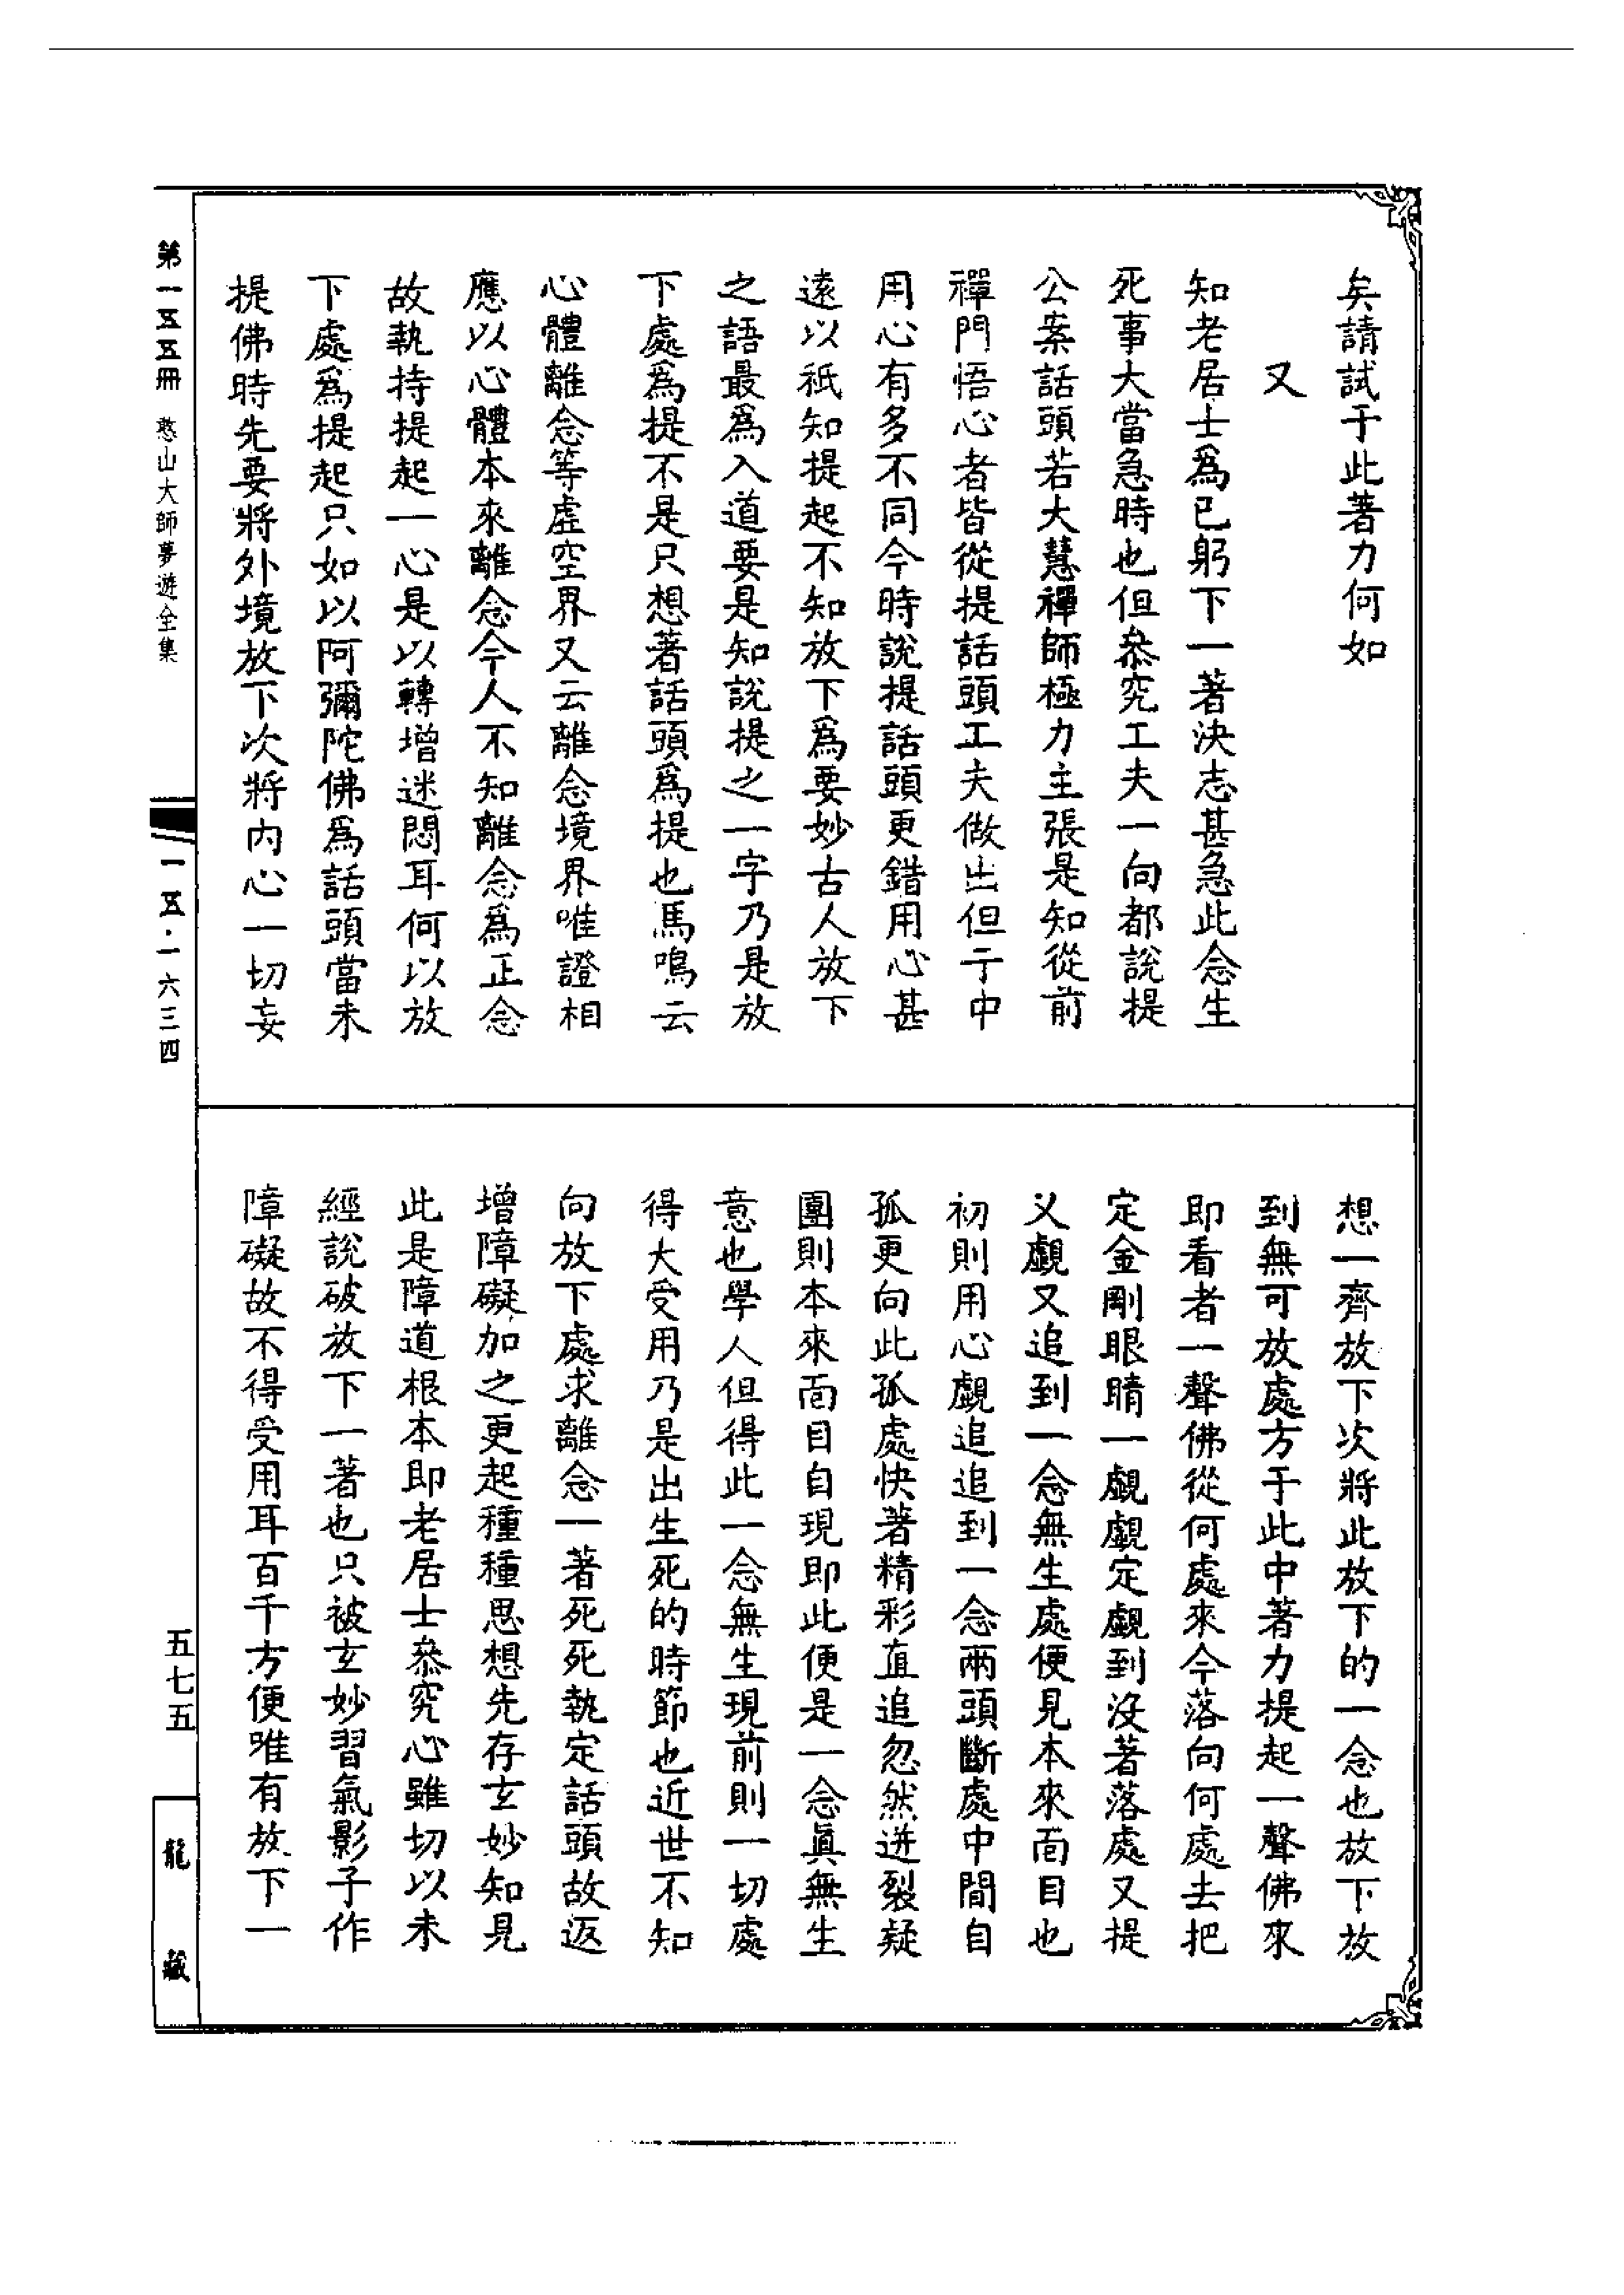 矣請試于此著力何如
又
知老居士爲已躬下一著決志甚急此念生
死事大當急時也但叅究工夫一向都說提
公案話頭若大慧禪師極力主張是知從前
禪門悟心者皆從提話頭工夫做出但于中
用心有多不同今時說提話頭更錯用心甚
遠以祇知提起不知放下爲要妙古人放下
之語最爲入道要是知說提之一字乃是放
下處爲提不是只想著話頭爲提也馬鳴云
心體離念等虛空界又云離念境界唯證相
應以心體本來離念今人不知離念爲正念
故執持提起一心是以轉增迷悶耳何以放
下處爲提起只如以阿彌陀佛爲話頭當未
提佛時先要將外境放下次將內心一切妄
想一齊放下次將此放下的一念也放下放
到無可放處方于此中著力提起一聲佛來
即看者一聲佛從何處來今落向何處去把
定金剛眼睛一覷覷定覷到沒著落處又提
又覷又追到一念無生處便見本來面目也
初則用心覷追追到一念兩頭斷處中間自
孤更向此孤處快著精彩直追忽然迸裂疑
團則本來面目自現即此便是一念眞無生
意也學人但得此一念無生現前則一切處
得大受用乃是出生死的時節也近世不知
向放下處求離念一著死死執定話頭故返
增障礙加之更起種種思想先存玄妙知見
此是障道根本即老居士叅究心雖切以未
經說破放下一著也只被玄妙習氣影子作
障礙故不得受用耳百千方便唯有放下一
第一五五冊 憨山大師夢遊全集
一五五·一六三四
五七五
龍藏